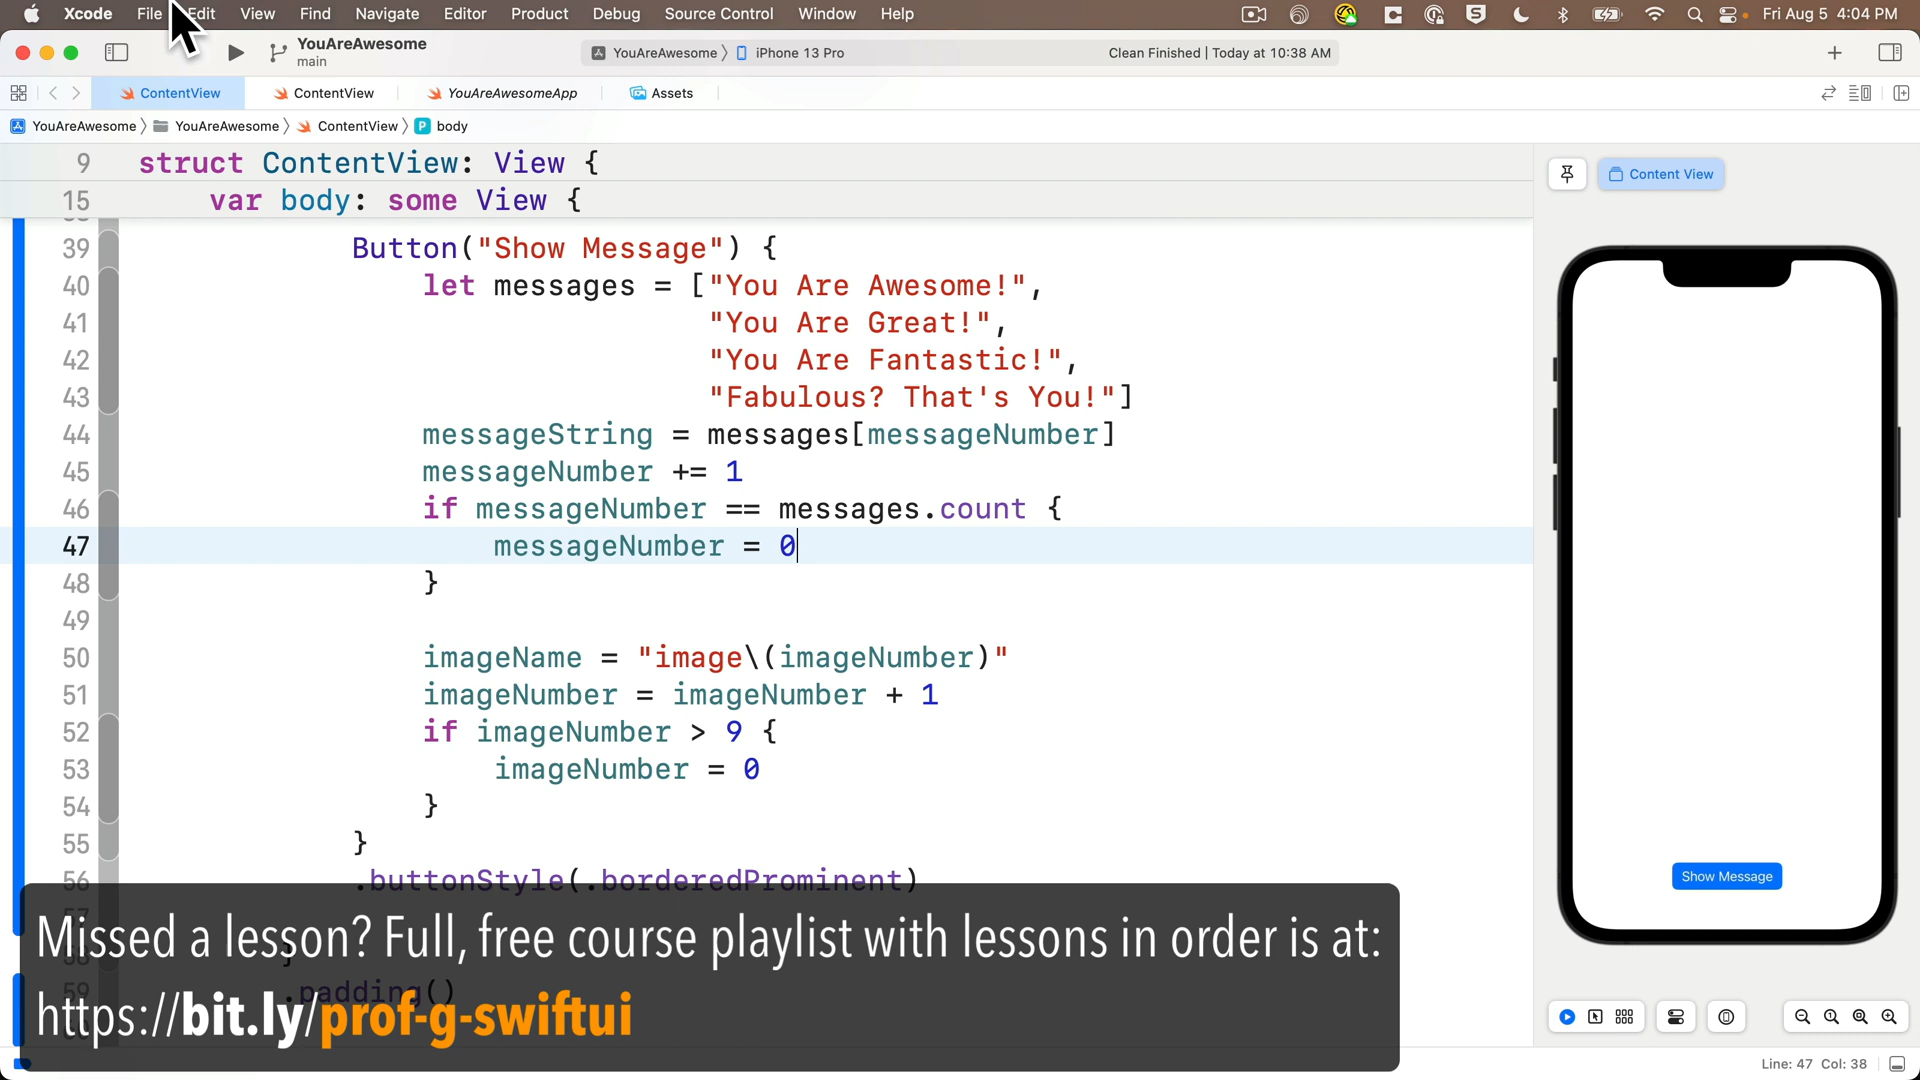 Xcode File Edit View Find Navigate Editor Product Debug Source Control Window Help Fri Aug 5 4:04 PM
YouAreAwesome
main
YouAreAwesome iPhone 13 Pro Clean Finished | Today at 10:38 AM
ContentView ContentView YouAreAwesomeApp Assets
YouAreAwesome YouAreAwesome ContentView P body
9 struct ContentView: View {
15 var body: some View {
39 Button("Show Message") {
40 let messages = ["You Are Awesome!",
41 "You Are Great!",
42 "You Are Fantastic!",
43 "Fabulous? That's You!"]
44 messageString = messages[messageNumber]
45 messageNumber += 1
46 if messageNumber == messages.count {
47 messageNumber = 0
48 }
49
50 imageName = "image\(imageNumber)"
51 imageNumber = imageNumber + 1
52 if imageNumber > 9 {
53 imageNumber = 0
54 }
55 }
56 .buttonStyle(.borderedProminent)
58 }
59 .padding()
Content View
Show Message
Missed a lesson? Full, free course playlist with lessons in order is at:
https://bit.ly/prof-g-swiftui
Line: 47 Col: 38